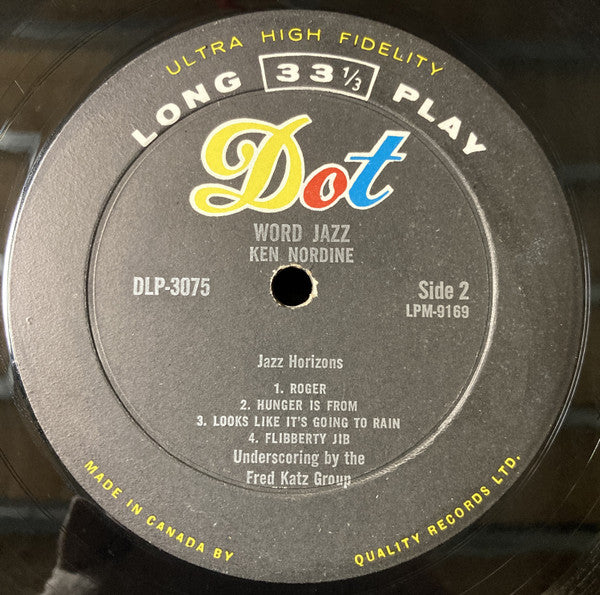 ULTRA HIGH FIDELITY
LONG 33 1/3 PLAY
Dot
WORD JAZZ
KEN NORDINE
DLP-3075
Side 2
LPM-9169
Jazz Horizons
1. ROGER
2. HUNGER IS FROM
3. LOOKS LIKE IT'S GOING TO RAIN
4. FLIBBERTY JIB
Underscoring by the
Fred Katz Group
MADE IN CANADA BY QUALITY RECORDS LTD.